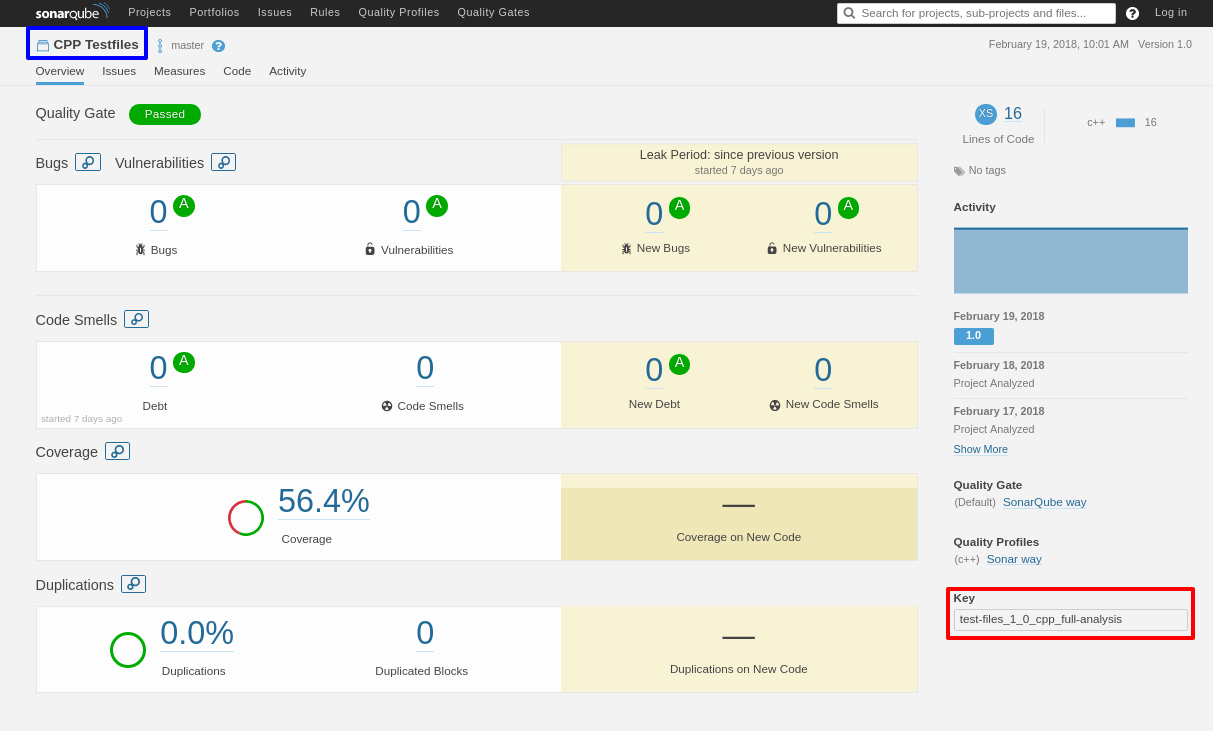 sonarqube Projects Portfolios Issues Rules Quality Profiles Quality Gates Search for projects, sub-projects and files... ? Log in
CPP Testfiles master ? February 19, 2018, 10:01 AM Version 1.0
Overview Issues Measures Code Activity
Quality Gate Passed
Bugs Vulnerabilities
Leak Period: since previous version
started 7 days ago
0 A 0 A 0 A 0 A
Bugs Vulnerabilities New Bugs New Vulnerabilities
Code Smells
0 A 0 0 A 0
Debt Code Smells New Debt New Code Smells
started 7 days ago
Coverage
56.4% —
Coverage Coverage on New Code
Duplications
0.0% 0 —
Duplications Duplicated Blocks Duplications on New Code
XS 16 c++ 16
Lines of Code
No tags
Activity
February 19, 2018
1.0
February 18, 2018
Project Analyzed
February 17, 2018
Project Analyzed
Show More
Quality Gate
(Default) SonarQube way
Quality Profiles
(c++) Sonar way
Key
test-files_1_0_cpp_full-analysis